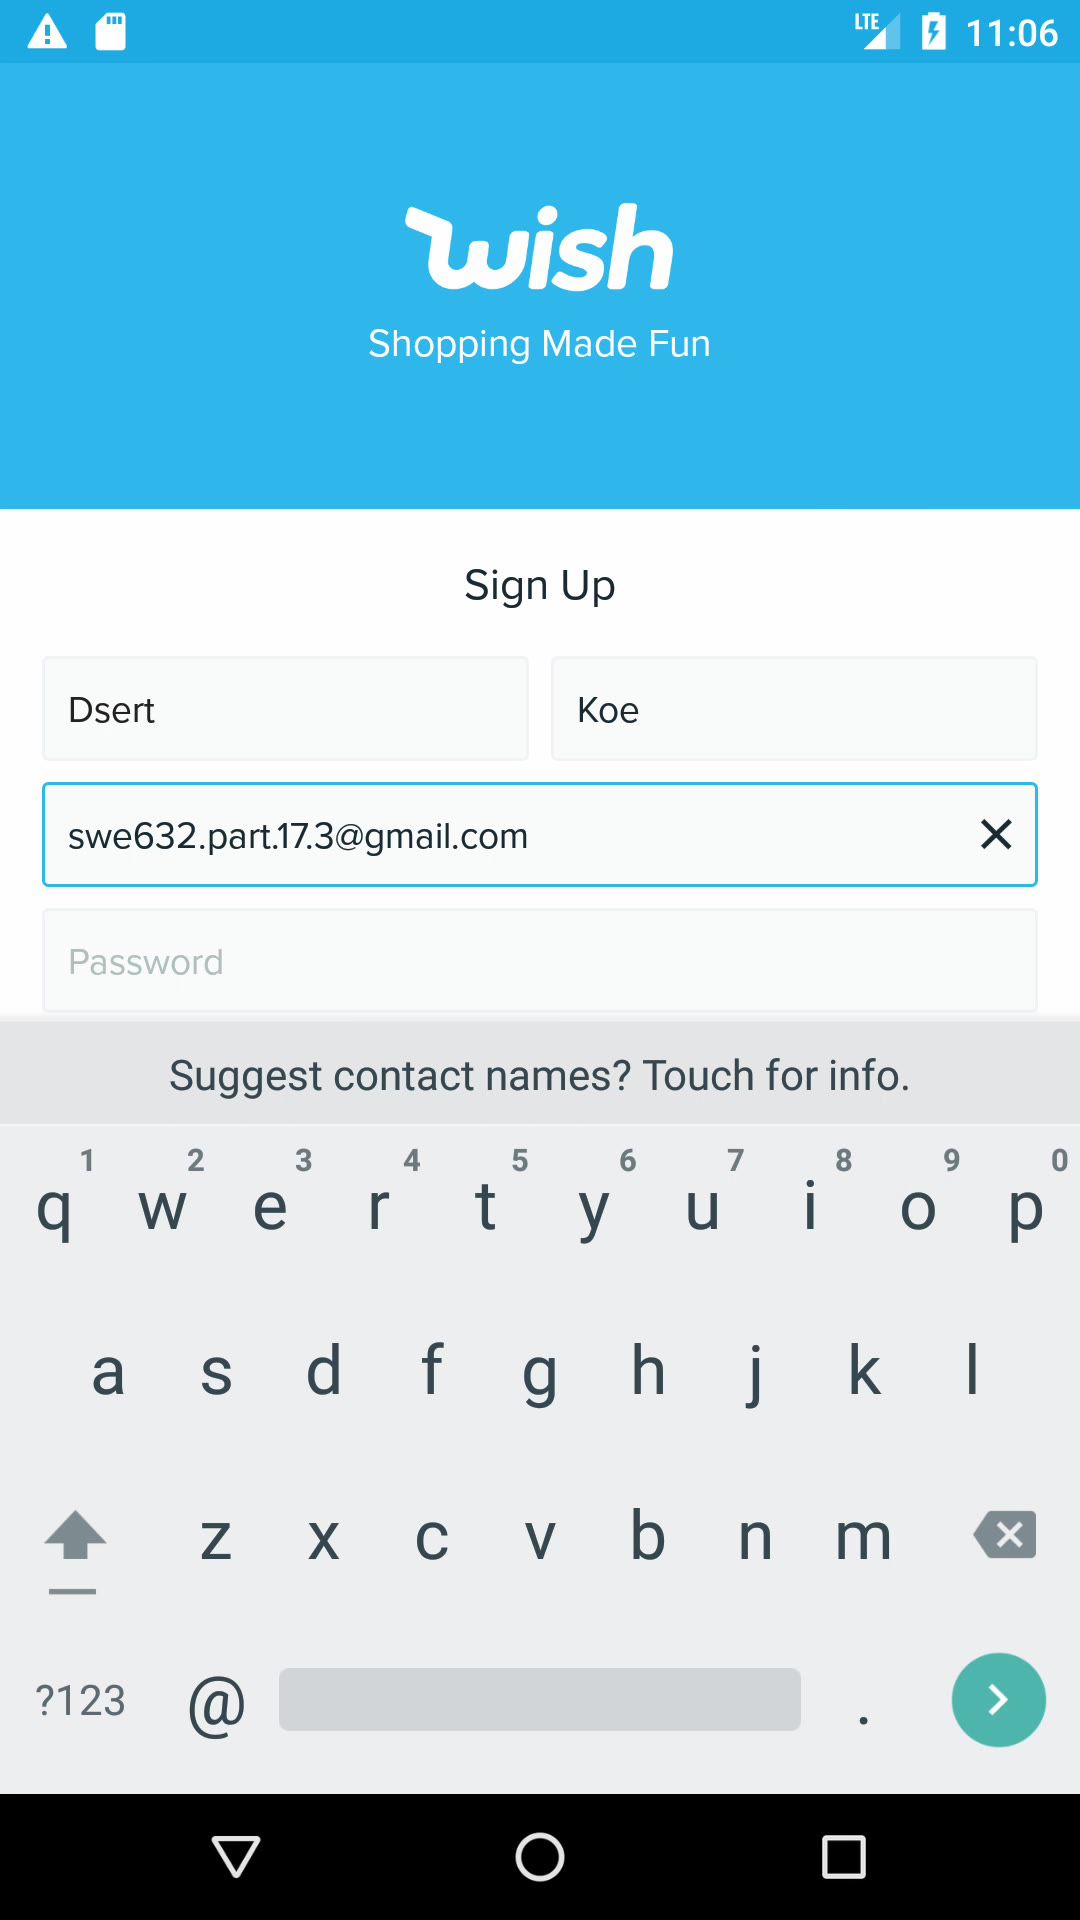 LTE 11:06
wish
Shopping Made Fun
Sign Up
Dsert Koe
swe632.part.17.3@gmail.com
Password
Suggest contact names? Touch for info.
1 2 3 4 5 6 7 8 9 0
q w e r t y u i o p
a s d f g h j k l
z x c v b n m
?123 @ .